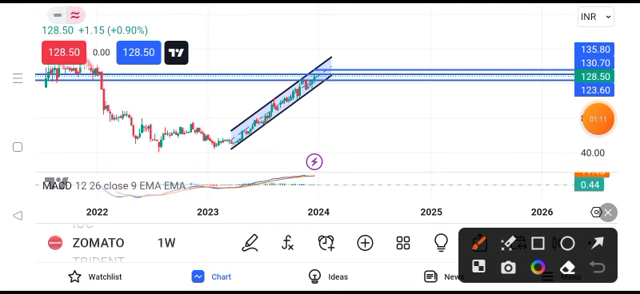 INR
128.50 +1.15 (+0.90%)
128.50 0.00 128.50
135.80
130.70
128.50
123.60
01:11
40.00
MACD 12 26 close 9 EMA EMA
0.44
2022 2023 2024 2025 2026
ZOMATO 1W
TRIDENT
Watchlist Chart Ideas News